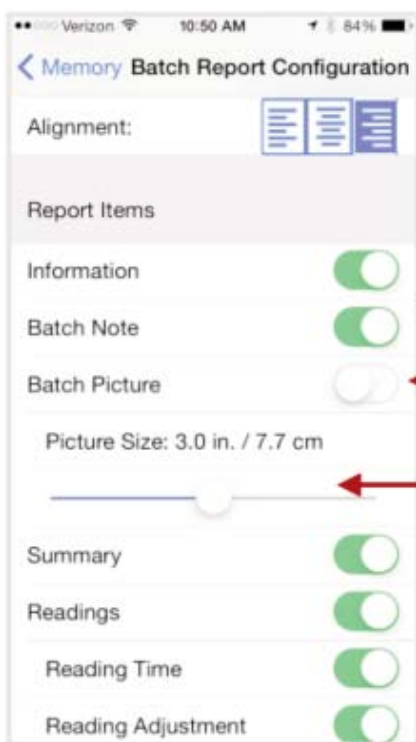 Verizon 10:50 AM 84%
Memory Batch Report Configuration
Alignment:
Report Items
Information
Batch Note
Batch Picture
Picture Size: 3.0 in. / 7.7 cm
Summary
Readings
Reading Time
Reading Adjustment